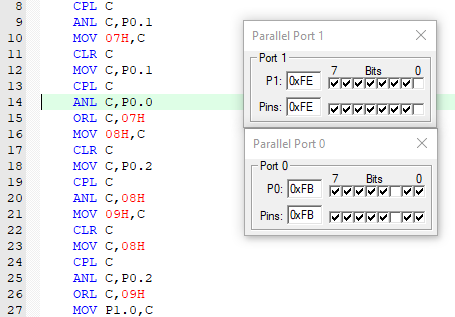 8 CPL C
9 ANL C,P0.1
10 MOV 07H,C
11 CLR C
12 MOV C,P0.1
13 CPL C
14 ANL C,P0.0
15 ORL C,07H
16 MOV 08H,C
17 CLR C
18 MOV C,P0.2
19 CPL C
20 ANL C,08H
21 MOV 09H,C
22 CLR C
23 MOV C,08H
24 CPL C
25 ANL C,P0.2
26 ORL C,09H
27 MOV P1.0,C
Parallel Port 1
Port 1
7 Bits 0
P1: 0xFE
Pins: 0xFE
Parallel Port 0
Port 0
7 Bits 0
P0: 0xFB
Pins: 0xFB